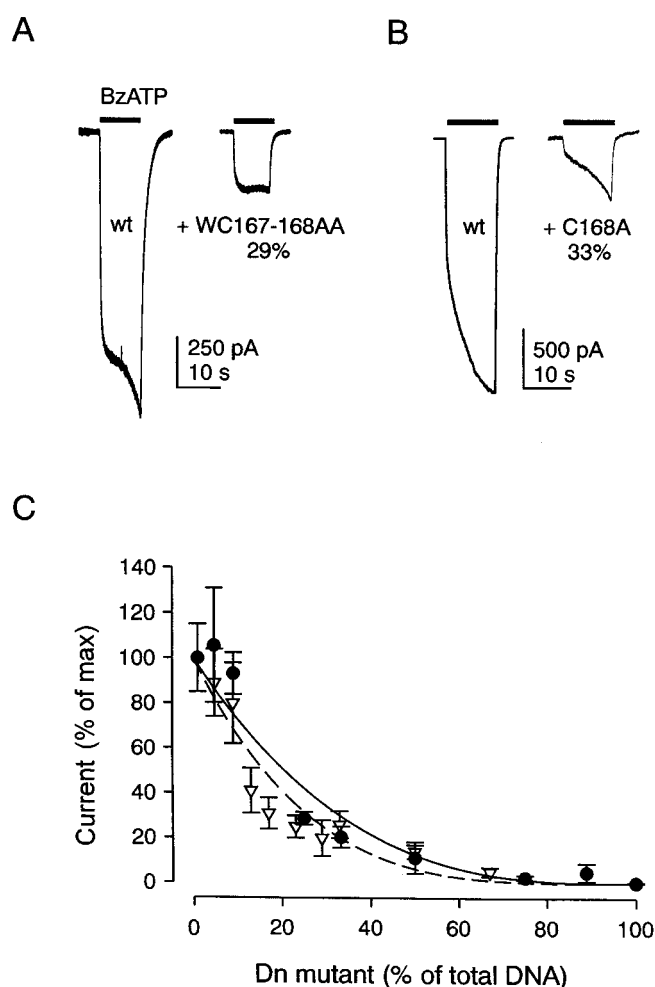 A
BzATP
wt
+ WC167-168AA
29%
250 pA
10 s
B
wt
+ C168A
33%
500 pA
10 s
C
Current (% of max)
140
120
100
80
60
40
20
0
0 20 40 60 80 100
Dn mutant (% of total DNA)